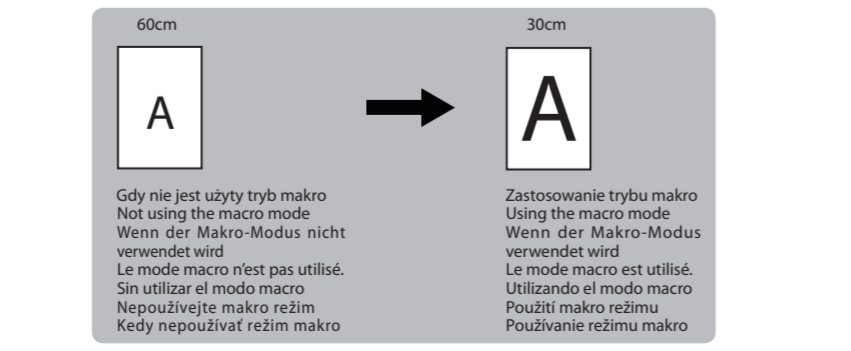 60cm
A
Gdy nie jest użyty tryb makro
Not using the macro mode
Wenn der Makro-Modus nicht
verwendet wird
Le mode macro n’est pas utilisé.
Sin utilizar el modo macro
Nepoužívejte makro režim
Kedy nepoužívať režim makro
30cm
A
Zastosowanie trybu makro
Using the macro mode
Wenn der Makro-Modus
verwendet wird
Le mode macro est utilisé.
Utilizando el modo macro
Použití makro režimu
Používanie režimu makro